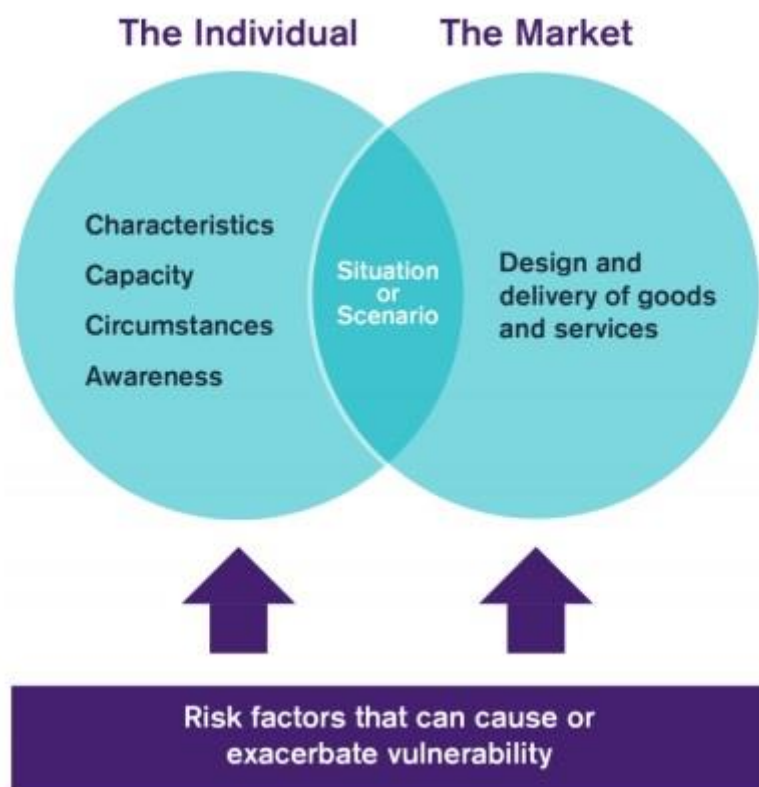 The Individual
The Market
Characteristics
Capacity
Circumstances
Awareness
Situation
or
Scenario
Design and
delivery of goods
and services
Risk factors that can cause or
exacerbate vulnerability